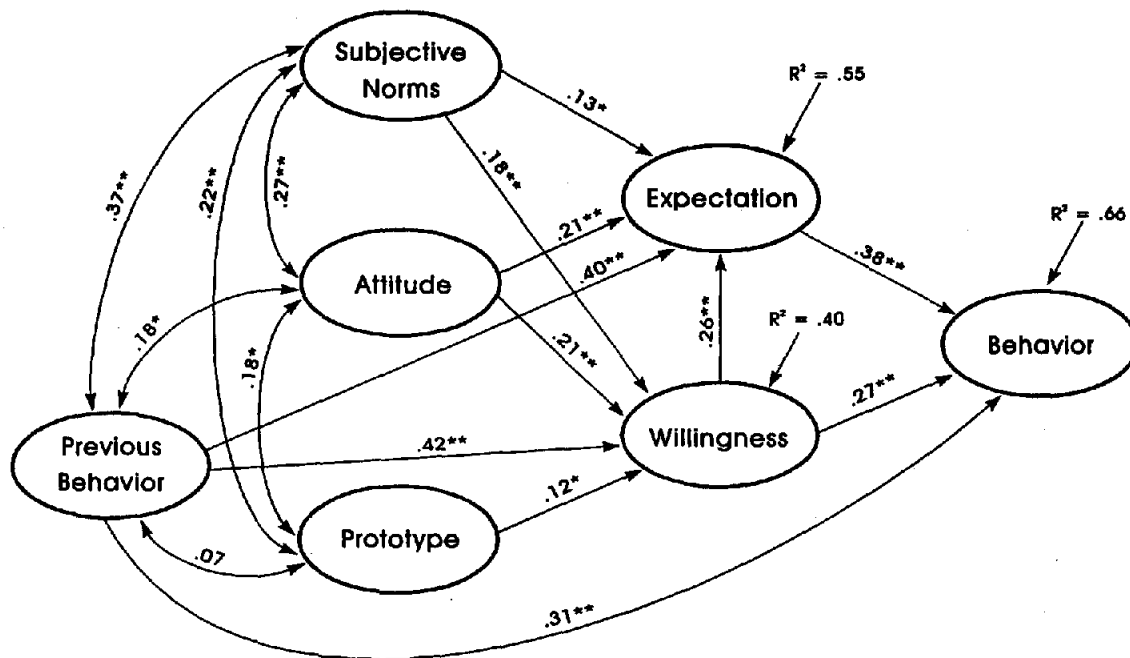 Subjective
Norms
R² = .55
.13*
.37**
.22**
.27**
.18**
Expectation
R² = .66
.21**
.40**
Attitude
.38**
.18*
.18*
.21**
.26**
R² = .40
Behavior
.27**
Willingness
Previous
Behavior
.42**
.12*
Prototype
.07
.31**